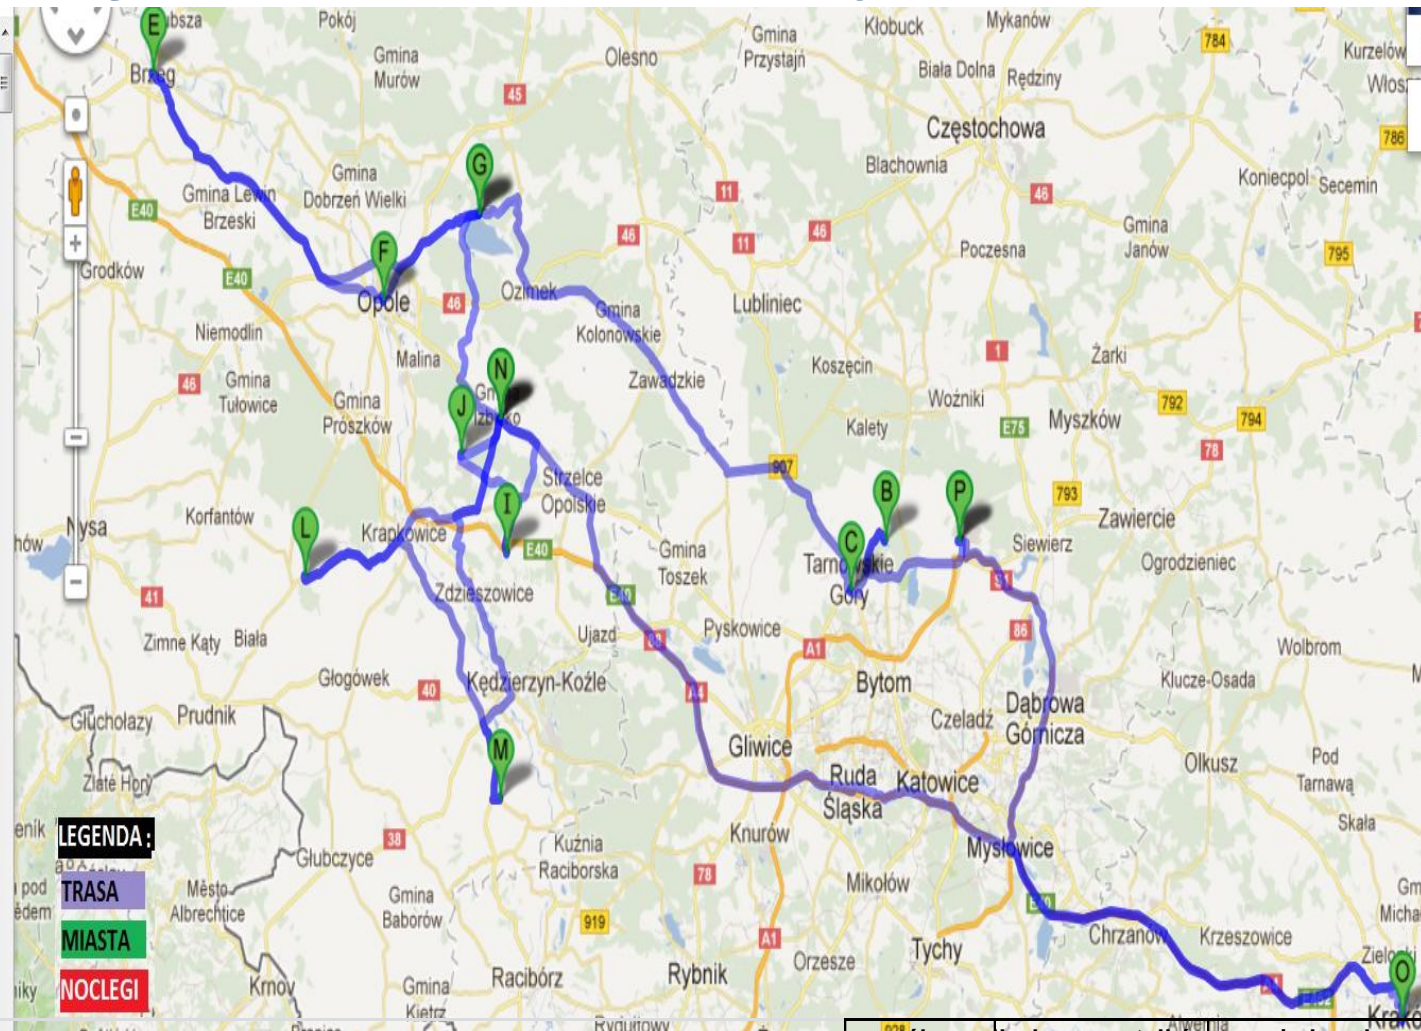 E
ubsza
Pokój
Kłobuck
Mykanów
784
Kurzelów
Gmina
Przystajń
Olesno
Gmina
Murów
Brzeg
Biała Dolna
Rędziny
45
Częstochowa
786
Blachownia
G
Gmina
Dobrzeń Wielki
Gmina Lewin
Brzeski
11
46
Koniecpol
Secemin
E40
Gmina
Janów
46
11
46
Poczesna
795
F
Grodków
E40
Opole
46
Ozimek
Gmina
Kolonowskie
Lubliniec
Niemodlin
Malina
1
Żarki
Koszęcin
46
Gmina
Tułowice
N
Zawadzkie
Woźniki
792
794
Gmina
Prószków
J
Kalety
E75
Myszków
78
907
Strzelce
Opolskie
B
P
793
Zawiercie
Nysa
Korfantów
L
Krapkowice
I
E40
Gmina
Toszek
C
Tarnowskie
Góry
Siewierz
Ogrodzieniec
S1
41
Zdzieszowice
Zimne Kąty
Biała
Ujazd
Pyskowice
A1
86
Wolbrom
Głogówek
40
Kędzierzyn-Koźle
A4
Bytom
Dąbrowa
Górnicza
Klucze-Osada
Głuchołazy
Prudnik
Czeladź
M
Gliwice
Olkusz
Pod
Tarnawą
Zlaté Hory
Ruda
Śląska
Katowice
Skała
LEGENDA :
38
Głubczyce
Kuźnia
Raciborska
Knurów
Mysłowice
TRASA
Město
Albrechtice
Gmina
Baborów
78
Mikołów
919
MIASTA
A1
Tychy
Chrzanów
Krzeszowice
Orzesze
NOCLEGI
Krnov
Gmina
Kietrz
Racibórz
Rybnik
O